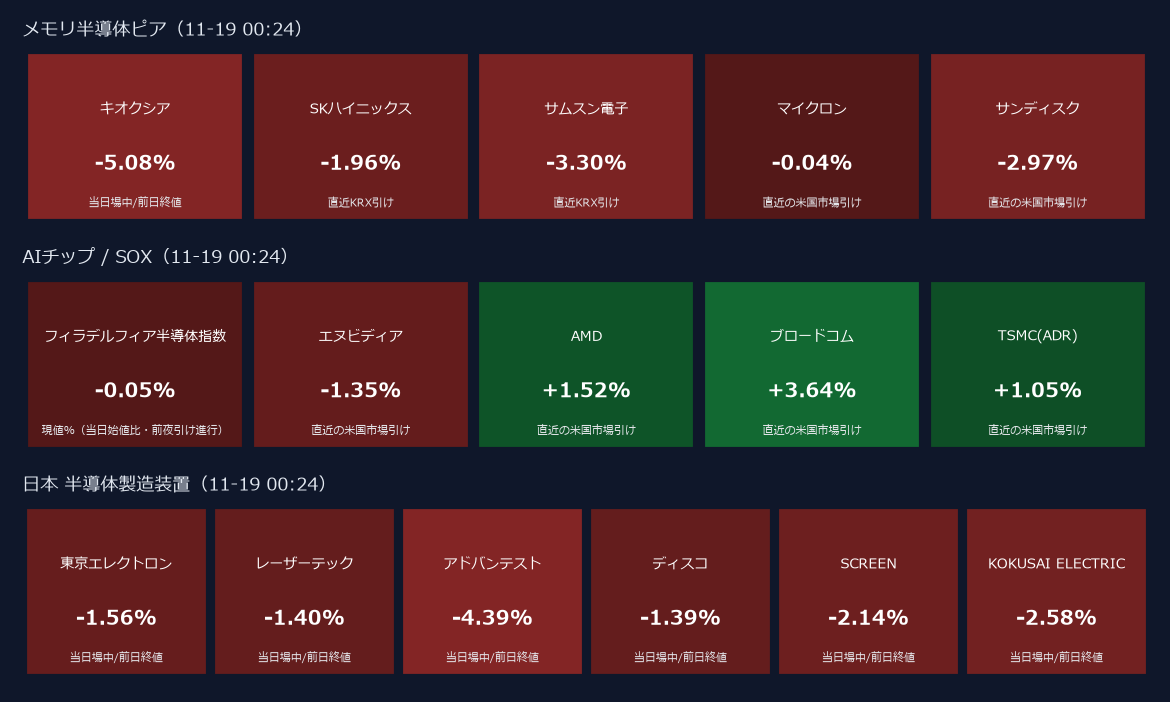 メモリ半導体ピア（11-19 00:24）
キオクシア
-5.08%
当日場中/前日終値
SKハイニックス
-1.96%
直近KRX引け
サムスン電子
-3.30%
直近KRX引け
マイクロン
-0.04%
直近の米国市場引け
サンディスク
-2.97%
直近の米国市場引け
AIチップ / SOX（11-19 00:24）
フィラデルフィア半導体指数
-0.05%
現値%（当日始値比・前夜引け進行）
エヌビディア
-1.35%
直近の米国市場引け
AMD
+1.52%
直近の米国市場引け
ブロードコム
+3.64%
直近の米国市場引け
TSMC(ADR)
+1.05%
直近の米国市場引け
日本 半導体製造装置（11-19 00:24）
東京エレクトロン
-1.56%
当日場中/前日終値
レーザーテック
-1.40%
当日場中/前日終値
アドバンテスト
-4.39%
当日場中/前日終値
ディスコ
-1.39%
当日場中/前日終値
SCREEN
-2.14%
当日場中/前日終値
KOKUSAI ELECTRIC
-2.58%
当日場中/前日終値